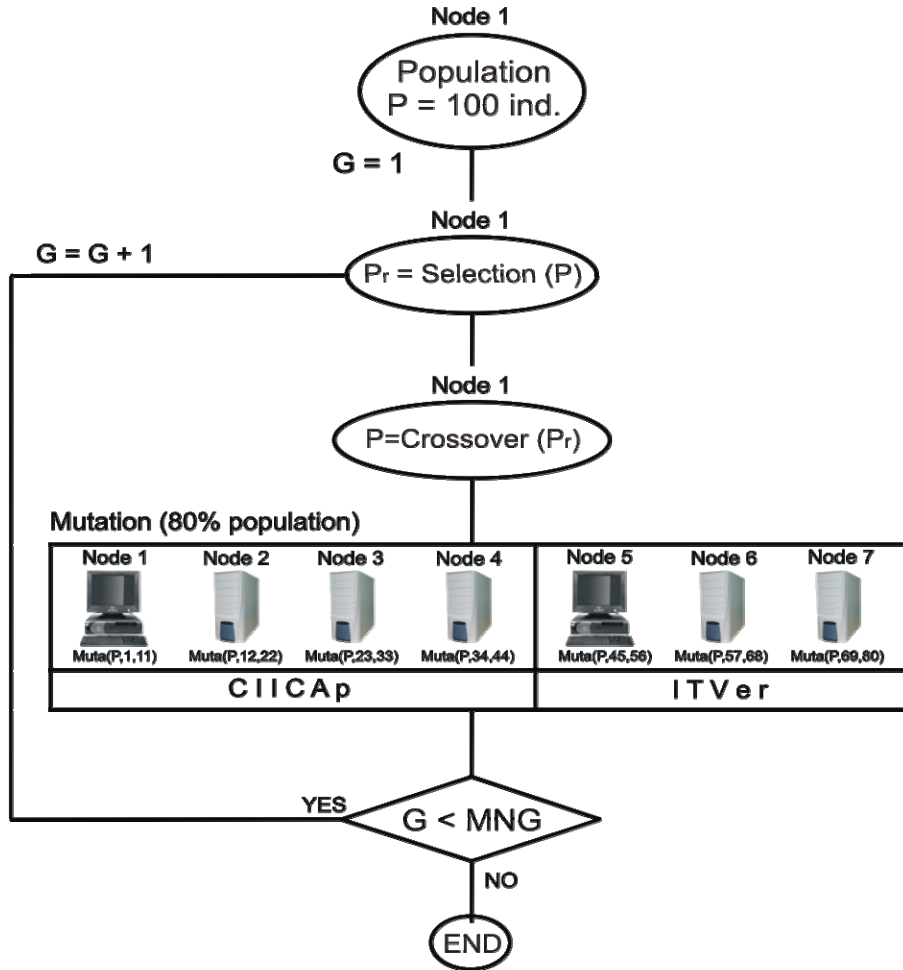 Node 1
Population
P = 100 ind.
G = 1
Node 1
G = G + 1
Pr = Selection (P)
Node 1
P=Crossover (Pr)
Mutation (80% population)
Node 1 Node 2 Node 3 Node 4 Node 5 Node 6 Node 7
Muta(P,1,11) Muta(P,12,22) Muta(P,23,33) Muta(P,34,44) Muta(P,45,56) Muta(P,57,68) Muta(P,69,80)
CIICAp ITVer
YES
G < MNG
NO
END